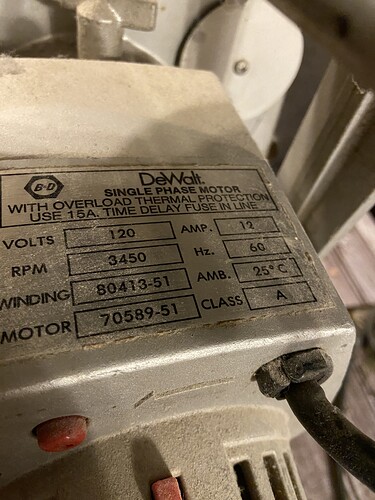 B&D
DeWalt.
SINGLE PHASE MOTOR
WITH OVERLOAD THERMAL PROTECTION
USE 15A. TIME DELAY FUSE IN LINE
VOLTS 120 AMP. 12
RPM 3450 Hz. 60
WINDING 80413-51 AMB. 25°C
MOTOR 70589-51 CLASS A